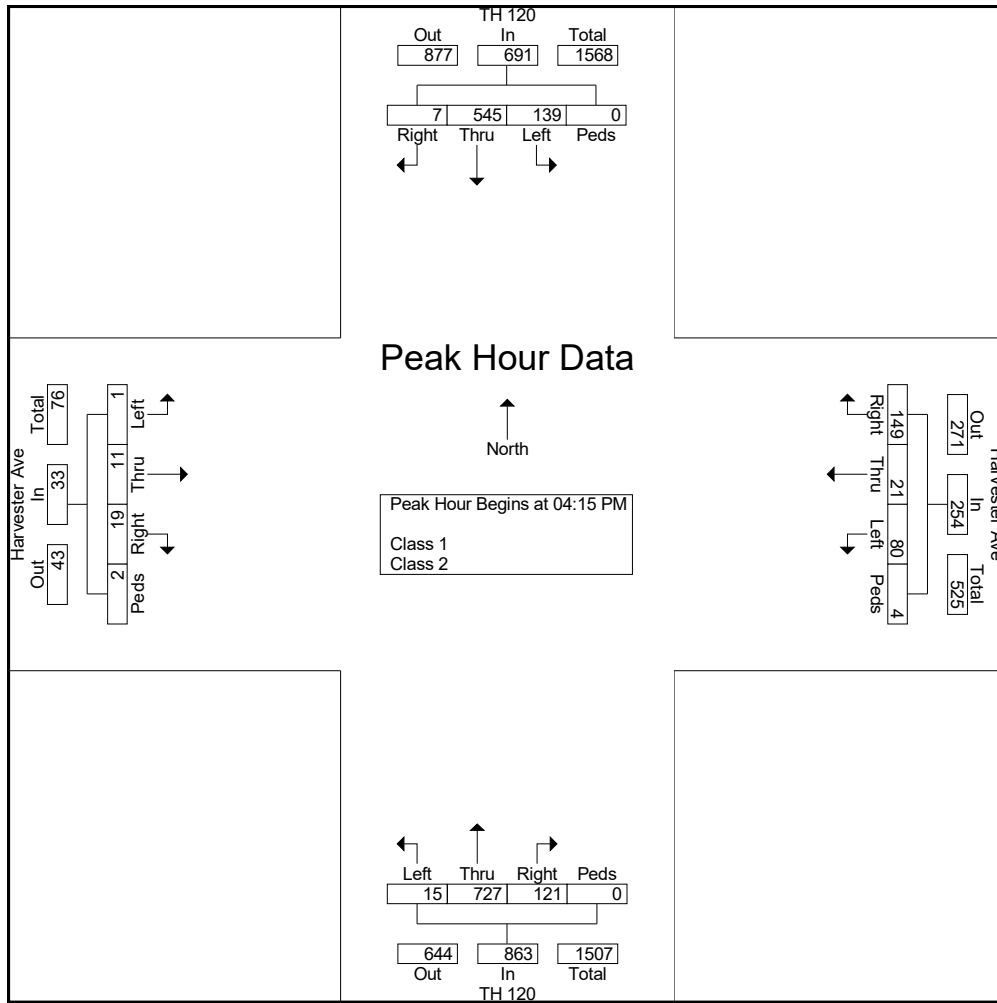 TH 120
Out In Total
877 691 1568
7 545 139 0
Right Thru Left Peds
Peak Hour Data
North
Peak Hour Begins at 04:15 PM
Class 1
Class 2
Harvester Ave
Total In Out
76 33 43
1 11 19 2
Left Thru Right Peds
Right Thru Left Peds
149 21 80 4
Out In Total
271 254 525
Harvester Ave
Left Thru Right Peds
15 727 121 0
644 863 1507
Out In Total
TH 120